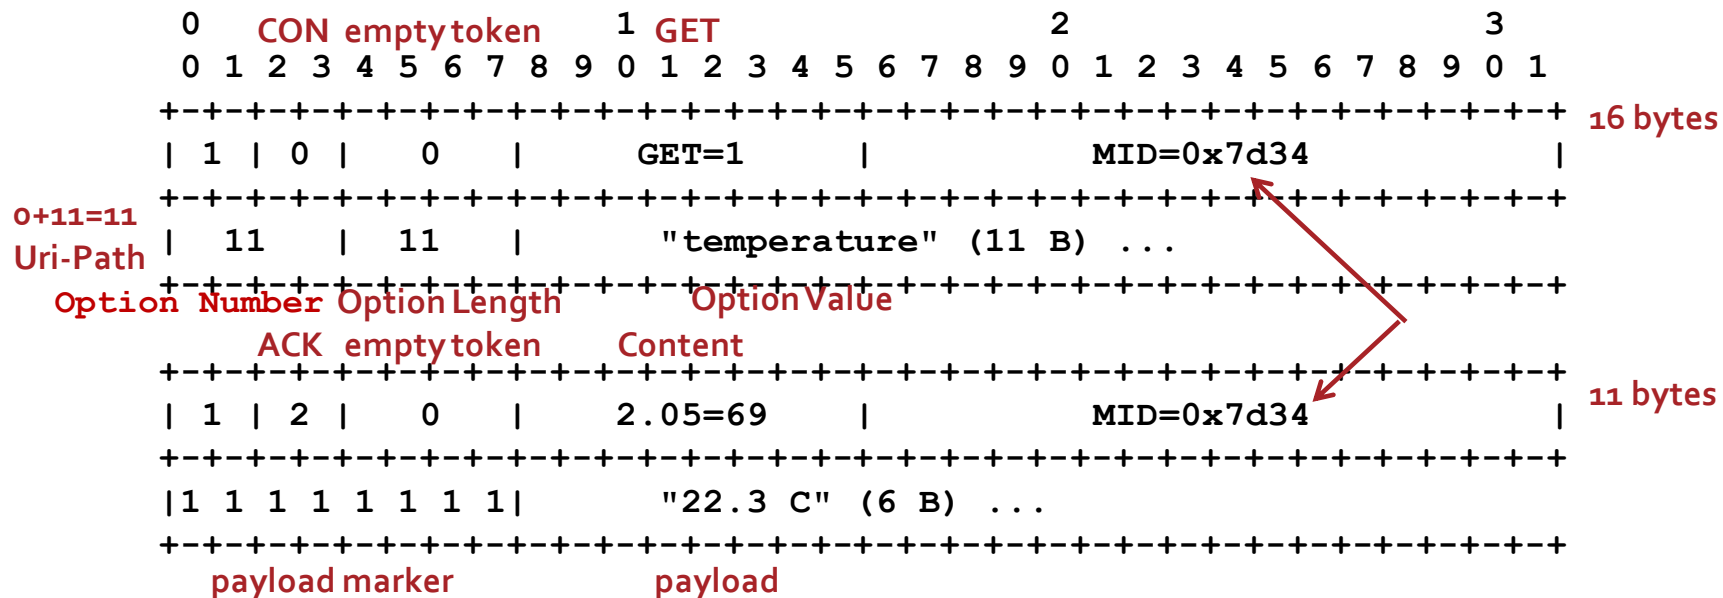 0 CON empty token 1 GET 2 3
0 1 2 3 4 5 6 7 8 9 0 1 2 3 4 5 6 7 8 9 0 1 2 3 4 5 6 7 8 9 0 1
+-+-+-+-+-+-+-+-+-+-+-+-+-+-+-+-+-+-+-+-+-+-+-+-+-+-+-+-+-+-+-+-+
16 bytes
| 1 | 0 | 0 | GET=1 | MID=0x7d34 |
+-+-+-+-+-+-+-+-+-+-+-+-+-+-+-+-+-+-+-+-+-+-+-+-+-+-+-+-+-+-+-+-+
0+11=11
Uri-Path
| 11 | 11 | "temperature" (11 B) ...
+-+-+-+-+-+-+-+-+-+-+-+-+-+-+-+-+-+-+-+-+-+-+-+-+-+-+-+-+-+-+-+-+
Option Number Option Length Option Value
ACK empty token Content
+-+-+-+-+-+-+-+-+-+-+-+-+-+-+-+-+-+-+-+-+-+-+-+-+-+-+-+-+-+-+-+-+
11 bytes
| 1 | 2 | 0 | 2.05=69 | MID=0x7d34 |
+-+-+-+-+-+-+-+-+-+-+-+-+-+-+-+-+-+-+-+-+-+-+-+-+-+-+-+-+-+-+-+-+
|1 1 1 1 1 1 1 1| "22.3 C" (6 B) ...
+-+-+-+-+-+-+-+-+-+-+-+-+-+-+-+-+-+-+-+-+-+-+-+-+-+-+-+-+-+-+-+-+
payload marker payload